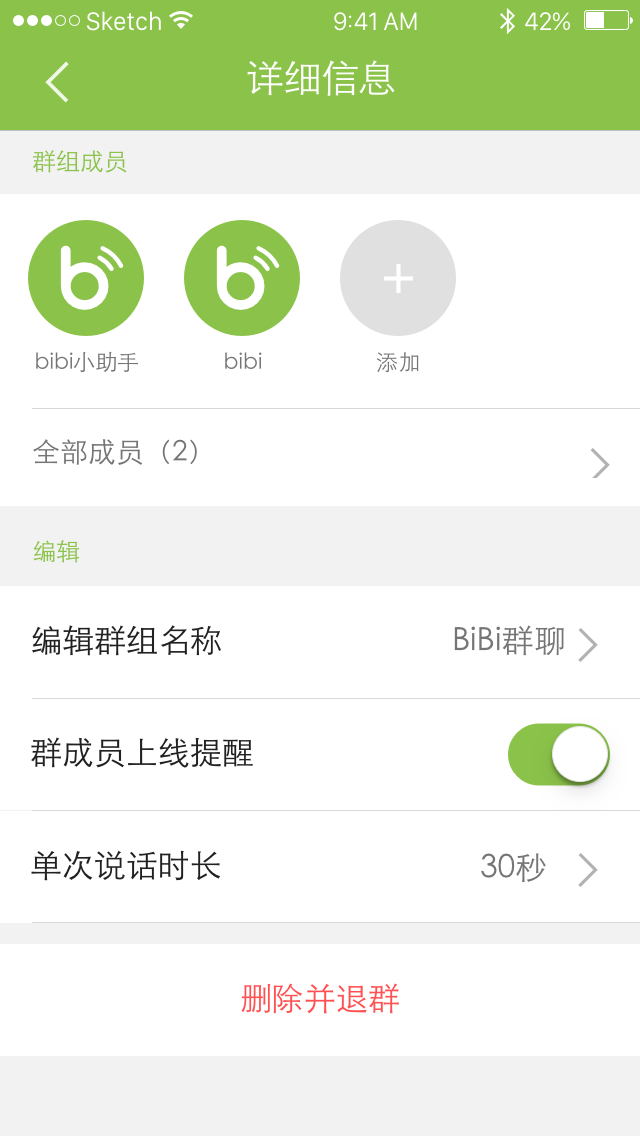 Sketch 9:41 AM 42%
详细信息
群组成员
bibi小助手 bibi 添加
全部成员（2）
编辑
编辑群组名称 BiBi群聊
群成员上线提醒
单次说话时长 30秒
删除并退群